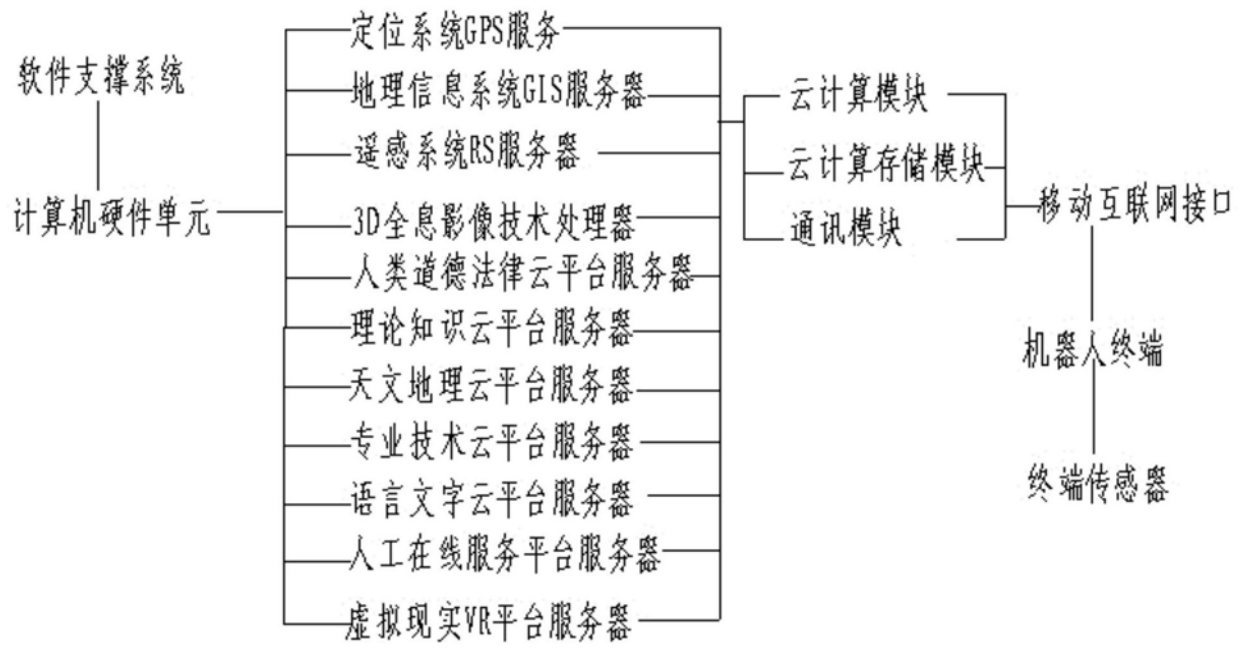 软件支撑系统
计算机硬件单元
定位系统GPS服务
地理信息系统GIS服务器
遥感系统RS服务器
3D全息影像技术处理器
人类道德法律云平台服务器
理论知识云平台服务器
天文地理云平台服务器
专业技术云平台服务器
语言文字云平台服务器
人工在线服务平台服务器
虚拟现实VR平台服务器
云计算模块
云计算存储模块
通讯模块
移动互联网接口
机器人终端
终端传感器